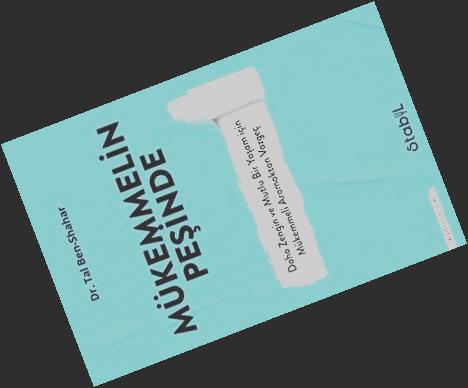 Dr. Tal Ben-Shahar
MÜKEMMELİN
PEŞİNDE
Daha Zengin ve Mutlu Bir Yaşam için
Mükemmeli Aramaktan Vazgeç
Stabil